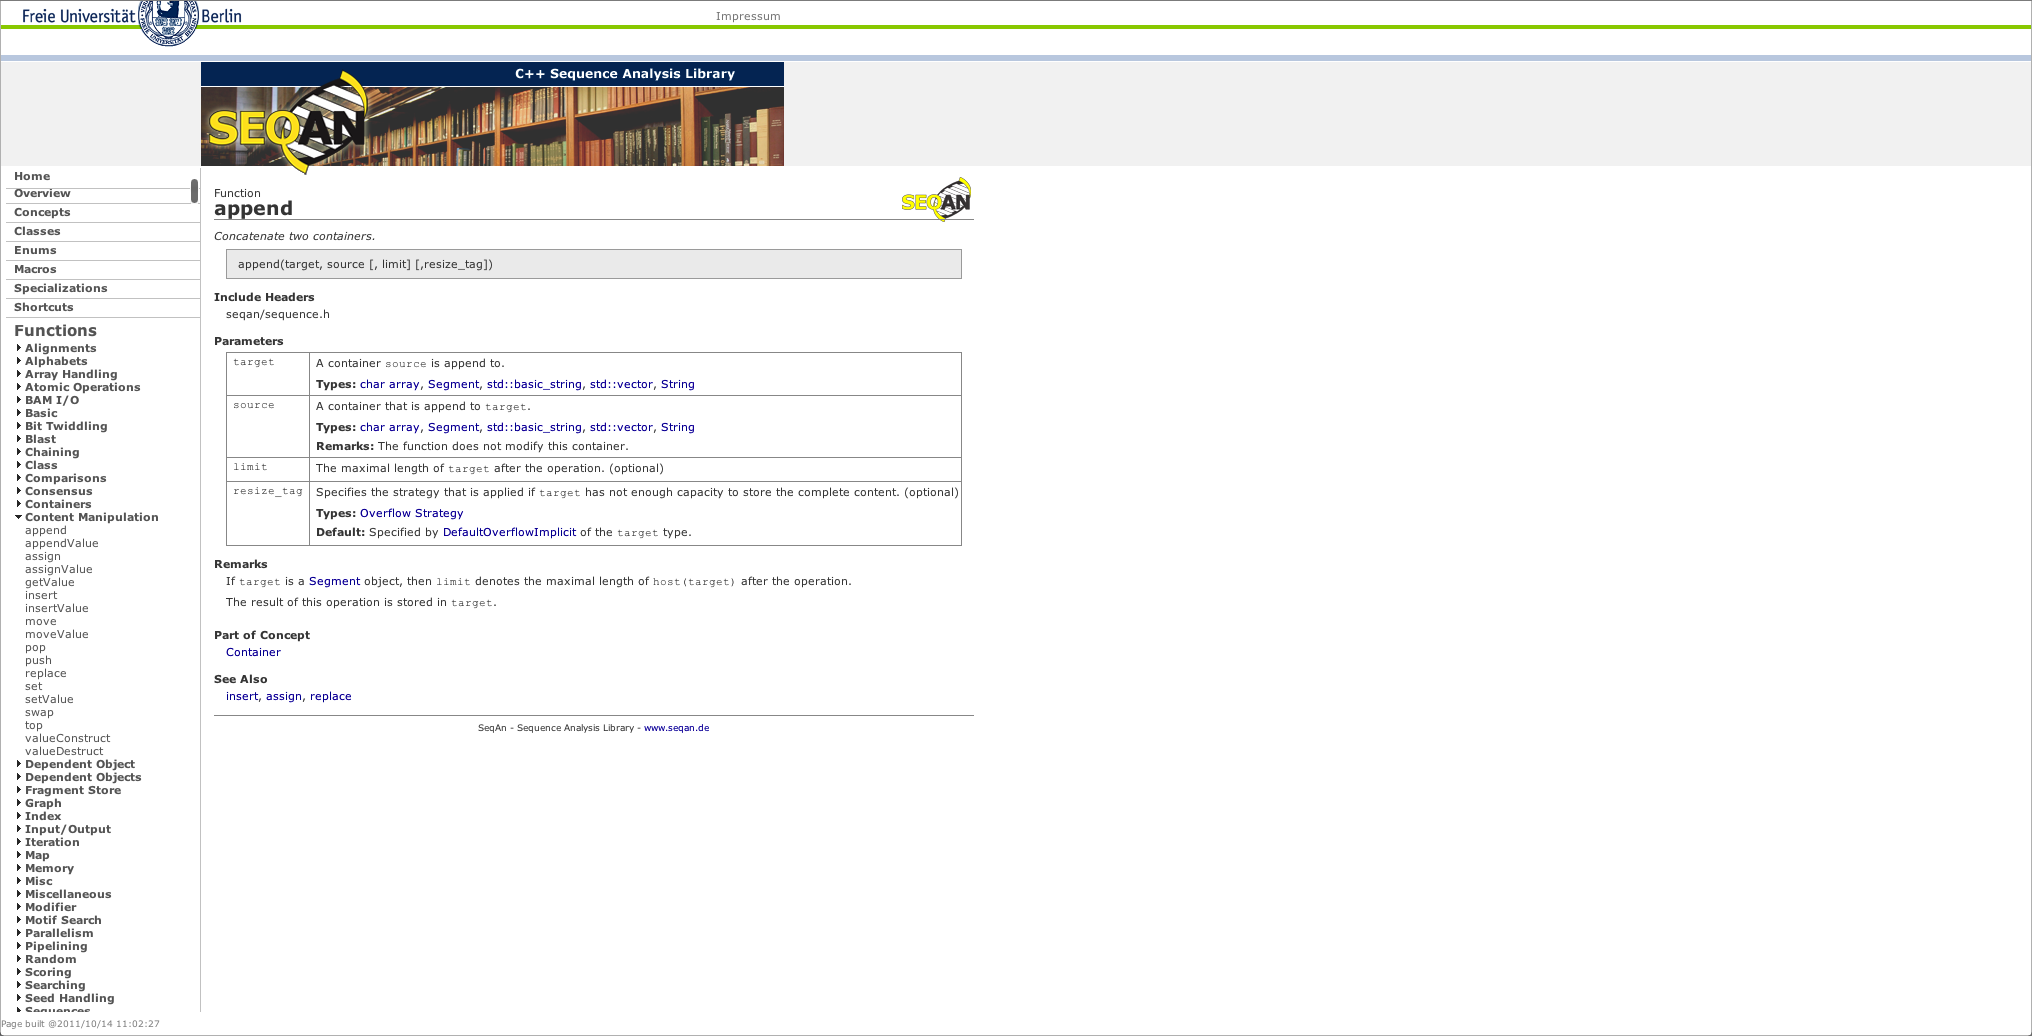 Freie Universität Berlin
Impressum
C++ Sequence Analysis Library
SEQAN
Home
Overview
Concepts
Classes
Enums
Macros
Specializations
Shortcuts
Functions
Alignments
Alphabets
Array Handling
Atomic Operations
BAM I/O
Basic
Bit Twiddling
Blast
Chaining
Class
Comparisons
Consensus
Containers
Content Manipulation
append
appendValue
assign
assignValue
getValue
insert
insertValue
move
moveValue
pop
push
replace
set
setValue
swap
top
valueConstruct
valueDestruct
Dependent Object
Dependent Objects
Fragment Store
Graph
Index
Input/Output
Iteration
Map
Memory
Misc
Miscellaneous
Modifier
Motif Search
Parallelism
Pipelining
Random
Scoring
Searching
Seed Handling
Sequences
Function
append
SEQAN
Concatenate two containers.
append(target, source [, limit] [,resize_tag])
Include Headers
seqan/sequence.h
Parameters
target
A container source is append to.
Types: char array, Segment, std::basic_string, std::vector, String
source
A container that is append to target.
Types: char array, Segment, std::basic_string, std::vector, String
Remarks: The function does not modify this container.
limit
The maximal length of target after the operation. (optional)
resize_tag
Specifies the strategy that is applied if target has not enough capacity to store the complete content. (optional)
Types: Overflow Strategy
Default: Specified by DefaultOverflowImplicit of the target type.
Remarks
If target is a Segment object, then limit denotes the maximal length of host(target) after the operation.
The result of this operation is stored in target.
Part of Concept
Container
See Also
insert, assign, replace
SeqAn - Sequence Analysis Library - www.seqan.de
Page built @2011/10/14 11:02:27